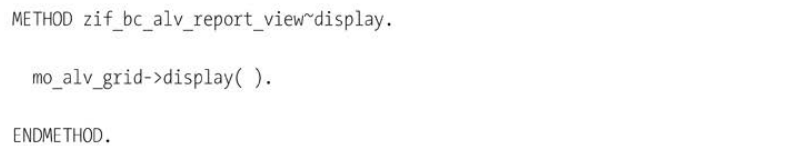 METHOD zif_bc_alv_report_view~display.
mo_alv_grid->display( ).
ENDMETHOD.